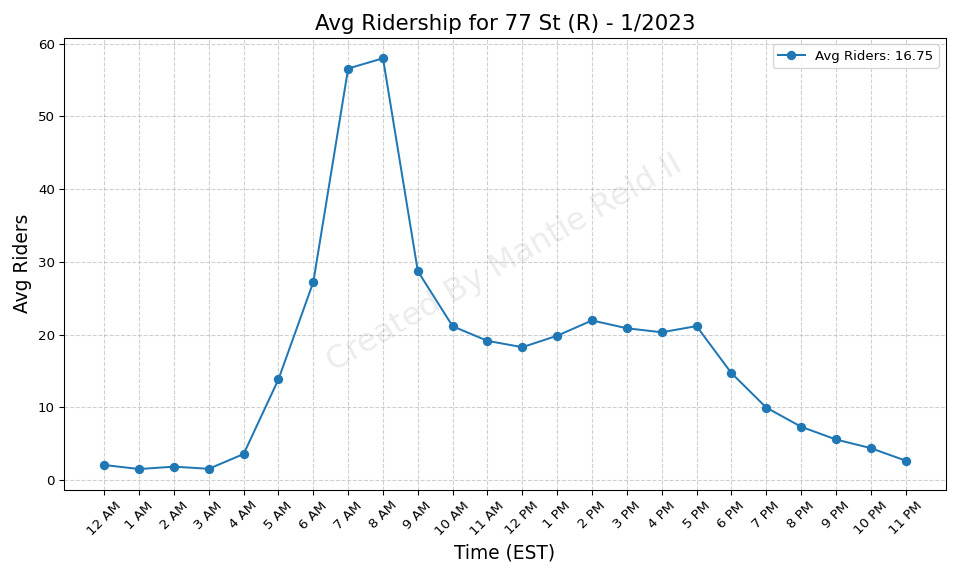 Avg Ridership for 77 St (R) - 1/2023
Avg Riders: 16.75
60
50
40
30
20
10
0
Avg Riders
Created By Mantle Reid II
12 AM
1 AM
2 AM
3 AM
4 AM
5 AM
6 AM
7 AM
8 AM
9 AM
10 AM
11 AM
12 PM
1 PM
2 PM
3 PM
4 PM
5 PM
6 PM
7 PM
8 PM
9 PM
10 PM
11 PM
Time (EST)